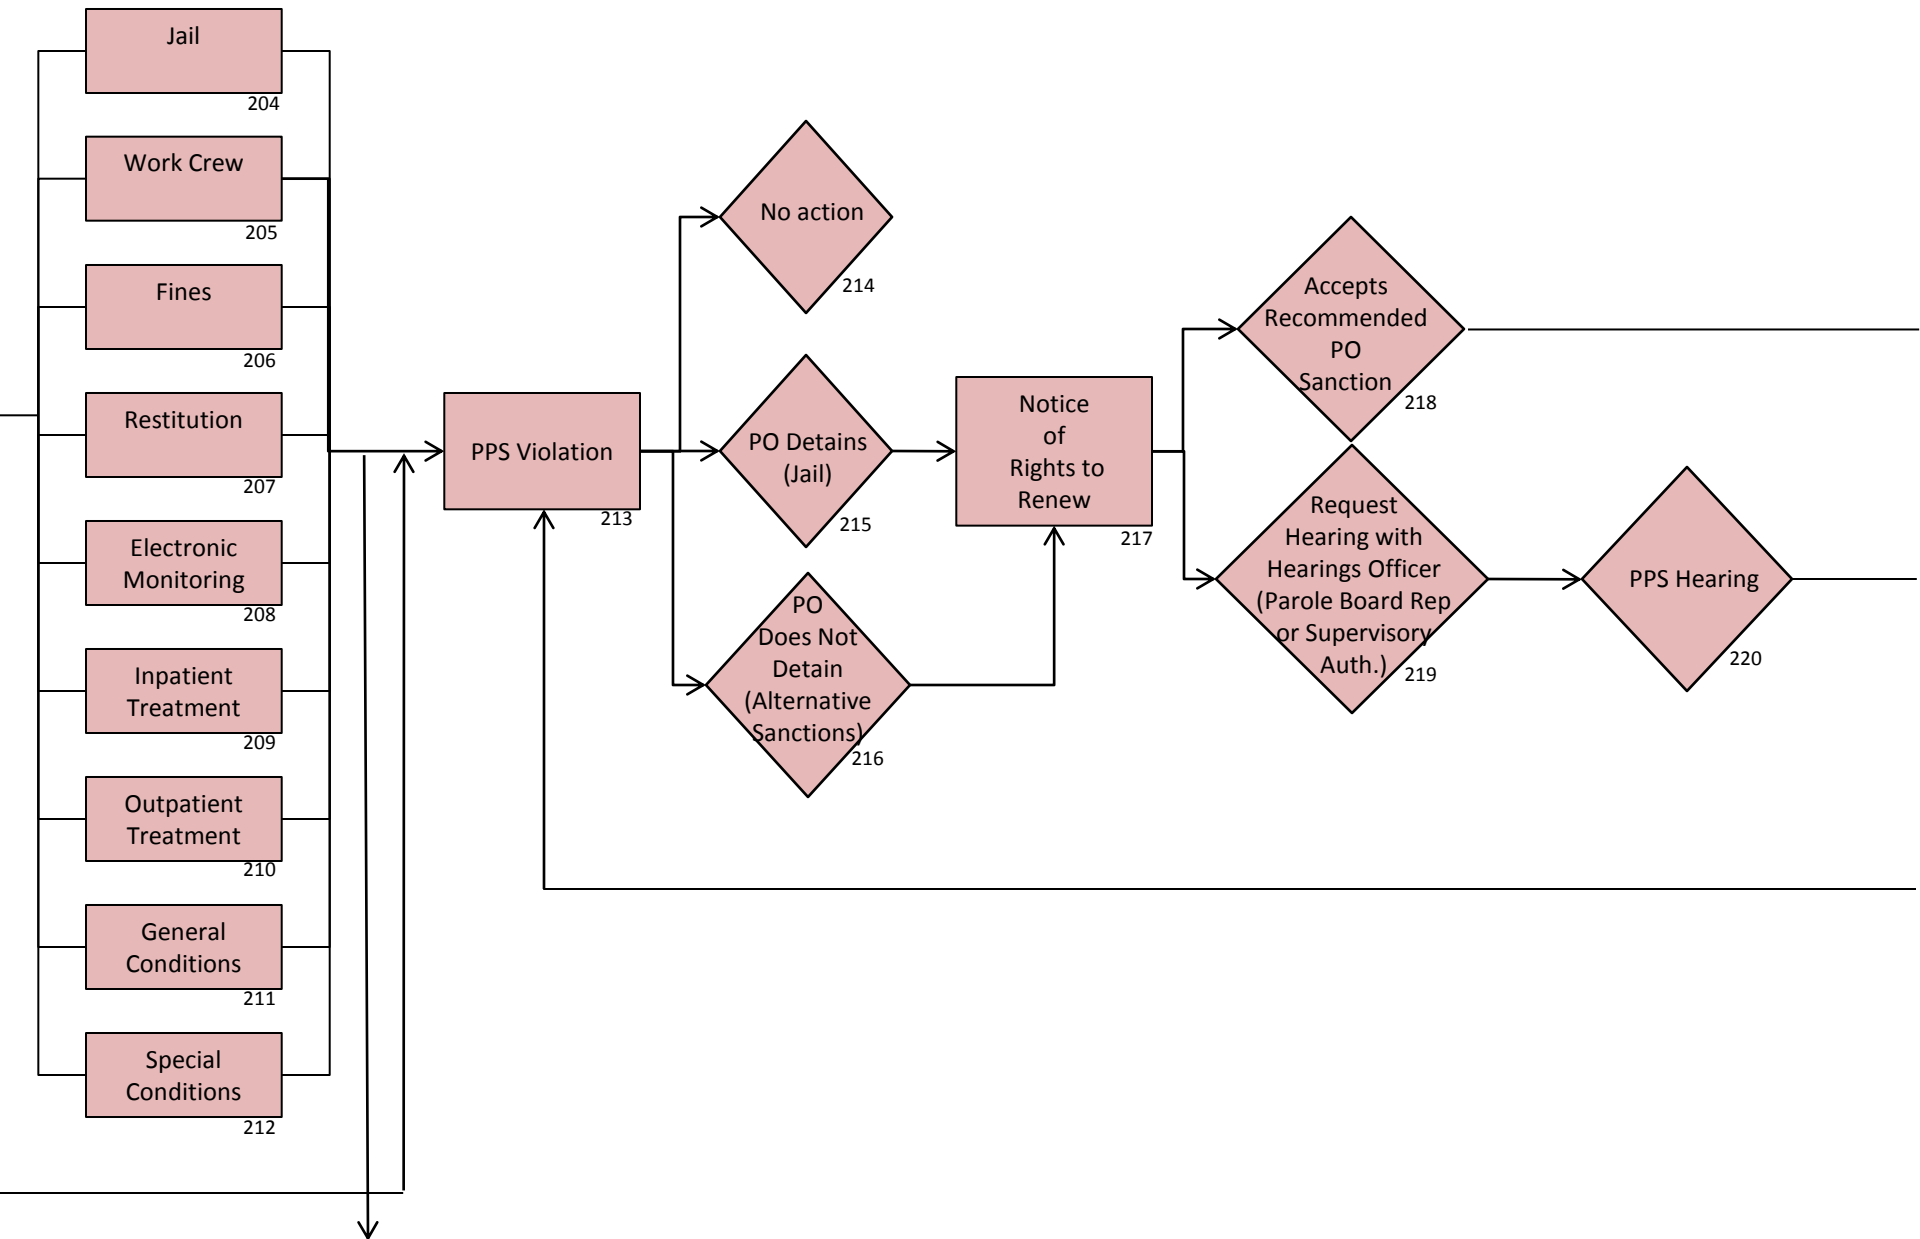 Jail
204
Work Crew
205
Fines
206
Restitution
207
Electronic
Monitoring
208
Inpatient
Treatment
209
Outpatient
Treatment
210
General
Conditions
211
Special
Conditions
212
PPS Violation
213
No action
214
PO Detains
(Jail)
215
PO
Does Not
Detain
(Alternative
Sanctions)
216
Notice
of
Rights to
Renew
217
Accepts
Recommended
PO
Sanction
218
Request
Hearing with
Hearings Officer
(Parole Board Rep
or Supervisory
Auth.)
219
PPS Hearing
220